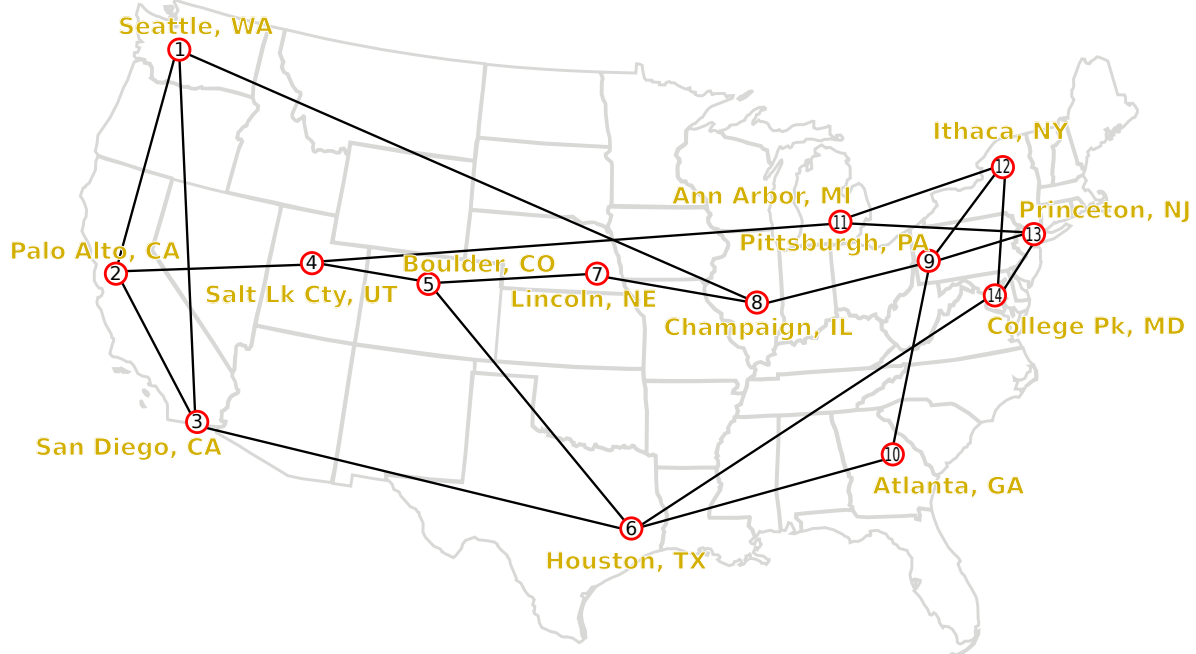 Seattle, WA
1
Ithaca, NY
12
Ann Arbor, MI
11
Princeton, NJ
13
Pittsburgh, PA
9
Palo Alto, CA
2
4
Salt Lk Cty, UT
Boulder, CO
5
7
Lincoln, NE
8
Champaign, IL
14
College Pk, MD
3
San Diego, CA
10
Atlanta, GA
6
Houston, TX